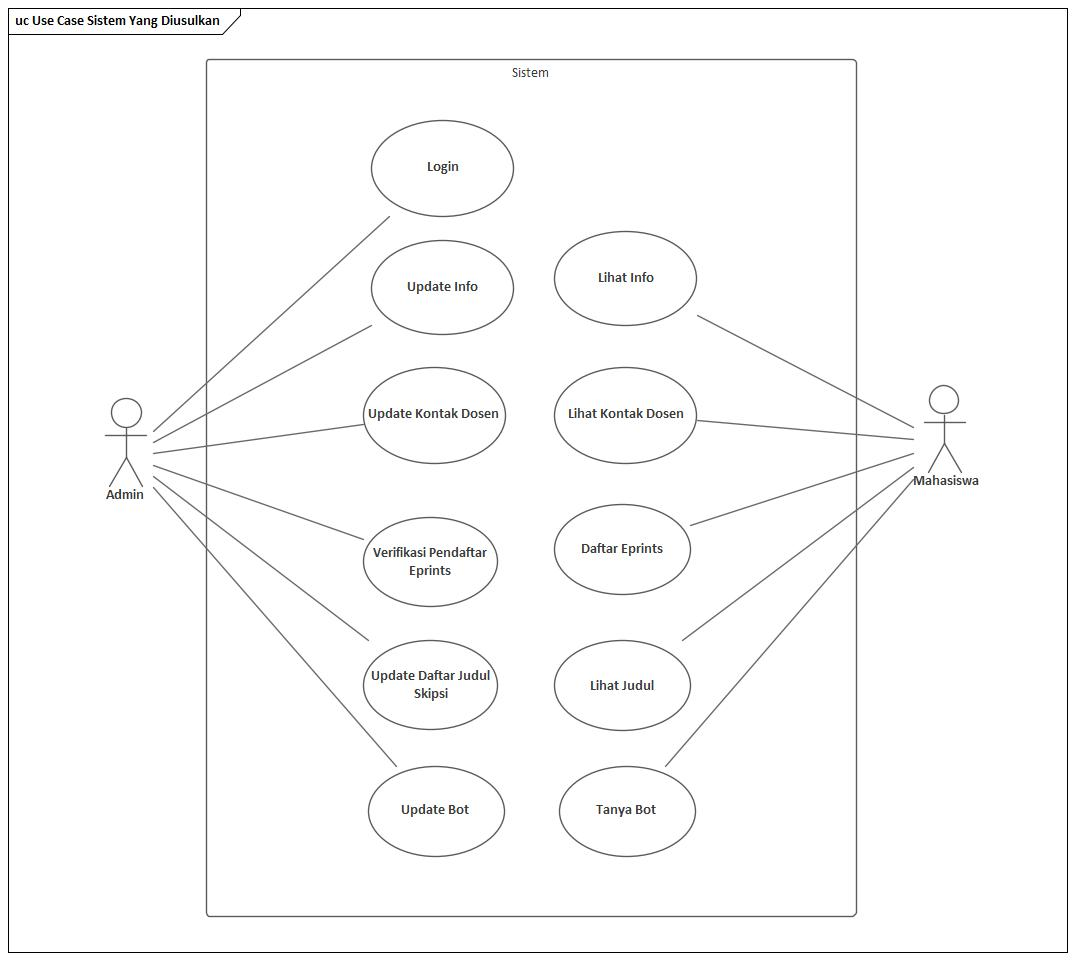 uc Use Case Sistem Yang Diusulkan
Sistem
Login
Update Info
Lihat Info
Update Kontak Dosen
Lihat Kontak Dosen
Admin
Mahasiswa
Verifikasi Pendaftar
Eprints
Daftar Eprints
Update Daftar Judul
Skipsi
Lihat Judul
Update Bot
Tanya Bot